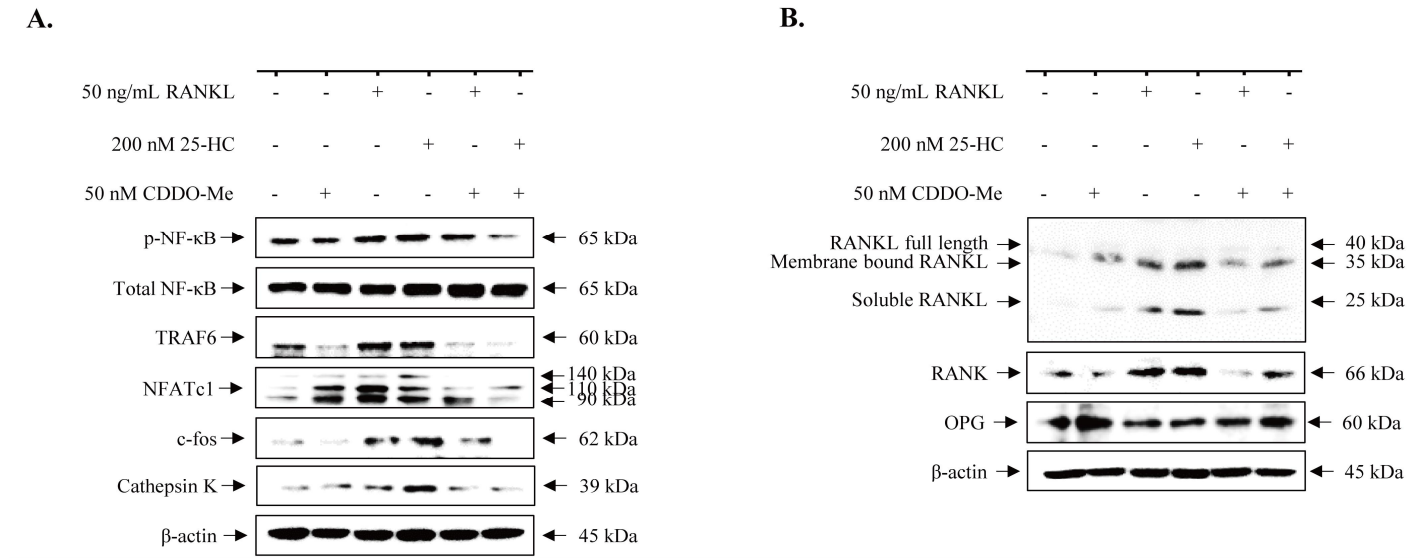 A.
50 ng/mL RANKL - - + - + -
200 nM 25-HC - - - + - +
50 nM CDDO-Me - + - - + +
p-NF-κB 65 kDa
Total NF-κB 65 kDa
TRAF6 60 kDa
140 kDa
NFATc1 110 kDa
90 kDa
c-fos 62 kDa
Cathepsin K 39 kDa
β-actin 45 kDa
B.
50 ng/mL RANKL - - + - + -
200 nM 25-HC - - - + - +
50 nM CDDO-Me - + - - + +
RANKL full length 40 kDa
Membrane bound RANKL 35 kDa
Soluble RANKL 25 kDa
RANK 66 kDa
OPG 60 kDa
β-actin 45 kDa